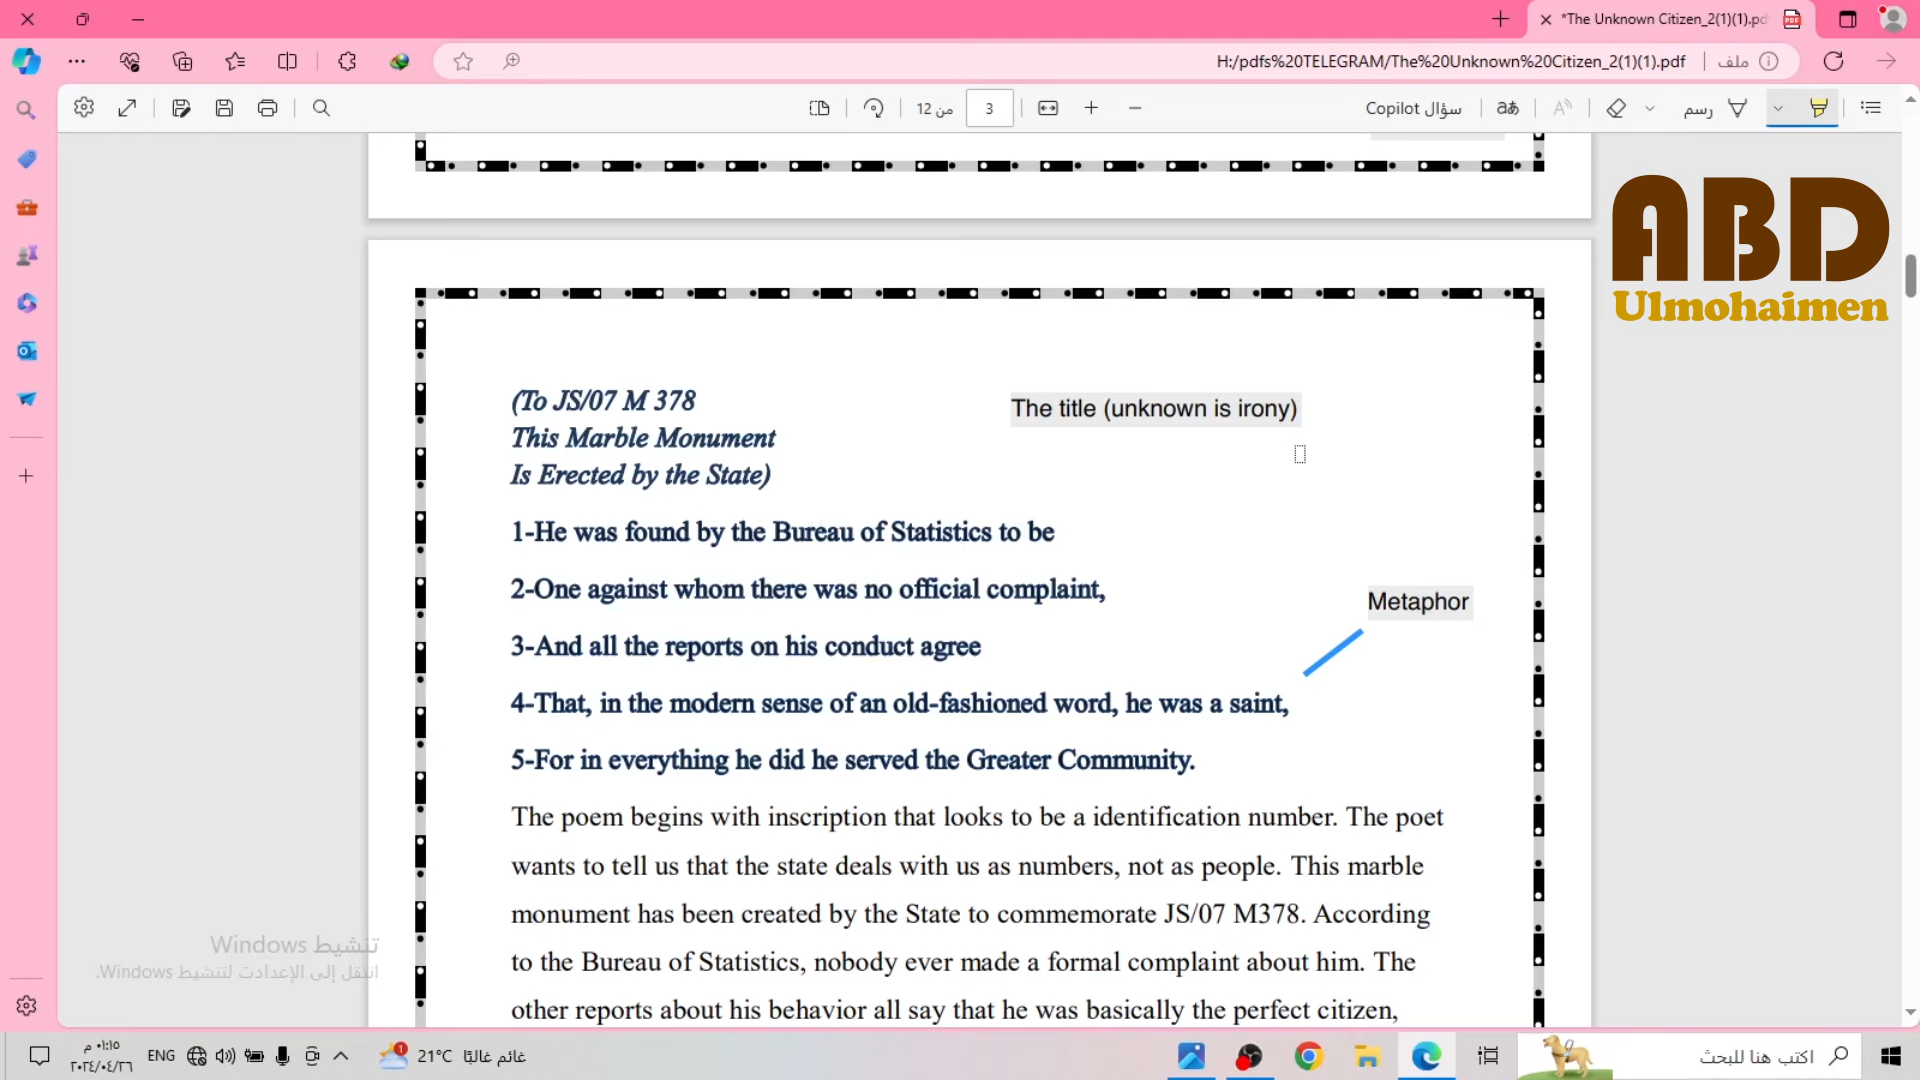 *The Unknown Citizen_2(1)(1).pd
H:/pdfs%20TELEGRAM/The%20Unknown%20Citizen_2(1)(1).pdf
ملف
من 12
3
سؤال Copilot
رسم
ABD
Ulmohaimen
(To JS/07 M 378
The title (unknown is irony)
This Marble Monument
Is Erected by the State)
1-He was found by the Bureau of Statistics to be
2-One against whom there was no official complaint,
Metaphor
3-And all the reports on his conduct agree
4-That, in the modern sense of an old-fashioned word, he was a saint,
5-For in everything he did he served the Greater Community.
The poem begins with inscription that looks to be a identification number. The poet
wants to tell us that the state deals with us as numbers, not as people. This marble
monument has been created by the State to commemorate JS/07 M378. According
to the Bureau of Statistics, nobody ever made a formal complaint about him. The
other reports about his behavior all say that he was basically the perfect citizen,
تنشيط Windows
انتقل إلى الإعدادت لتنشيط Windows.
٠١:١٥ م
٢٠٢٤/٠٤/٢٦
ENG
1
21°C
غائم غالبًا
اكتب هنا للبحث